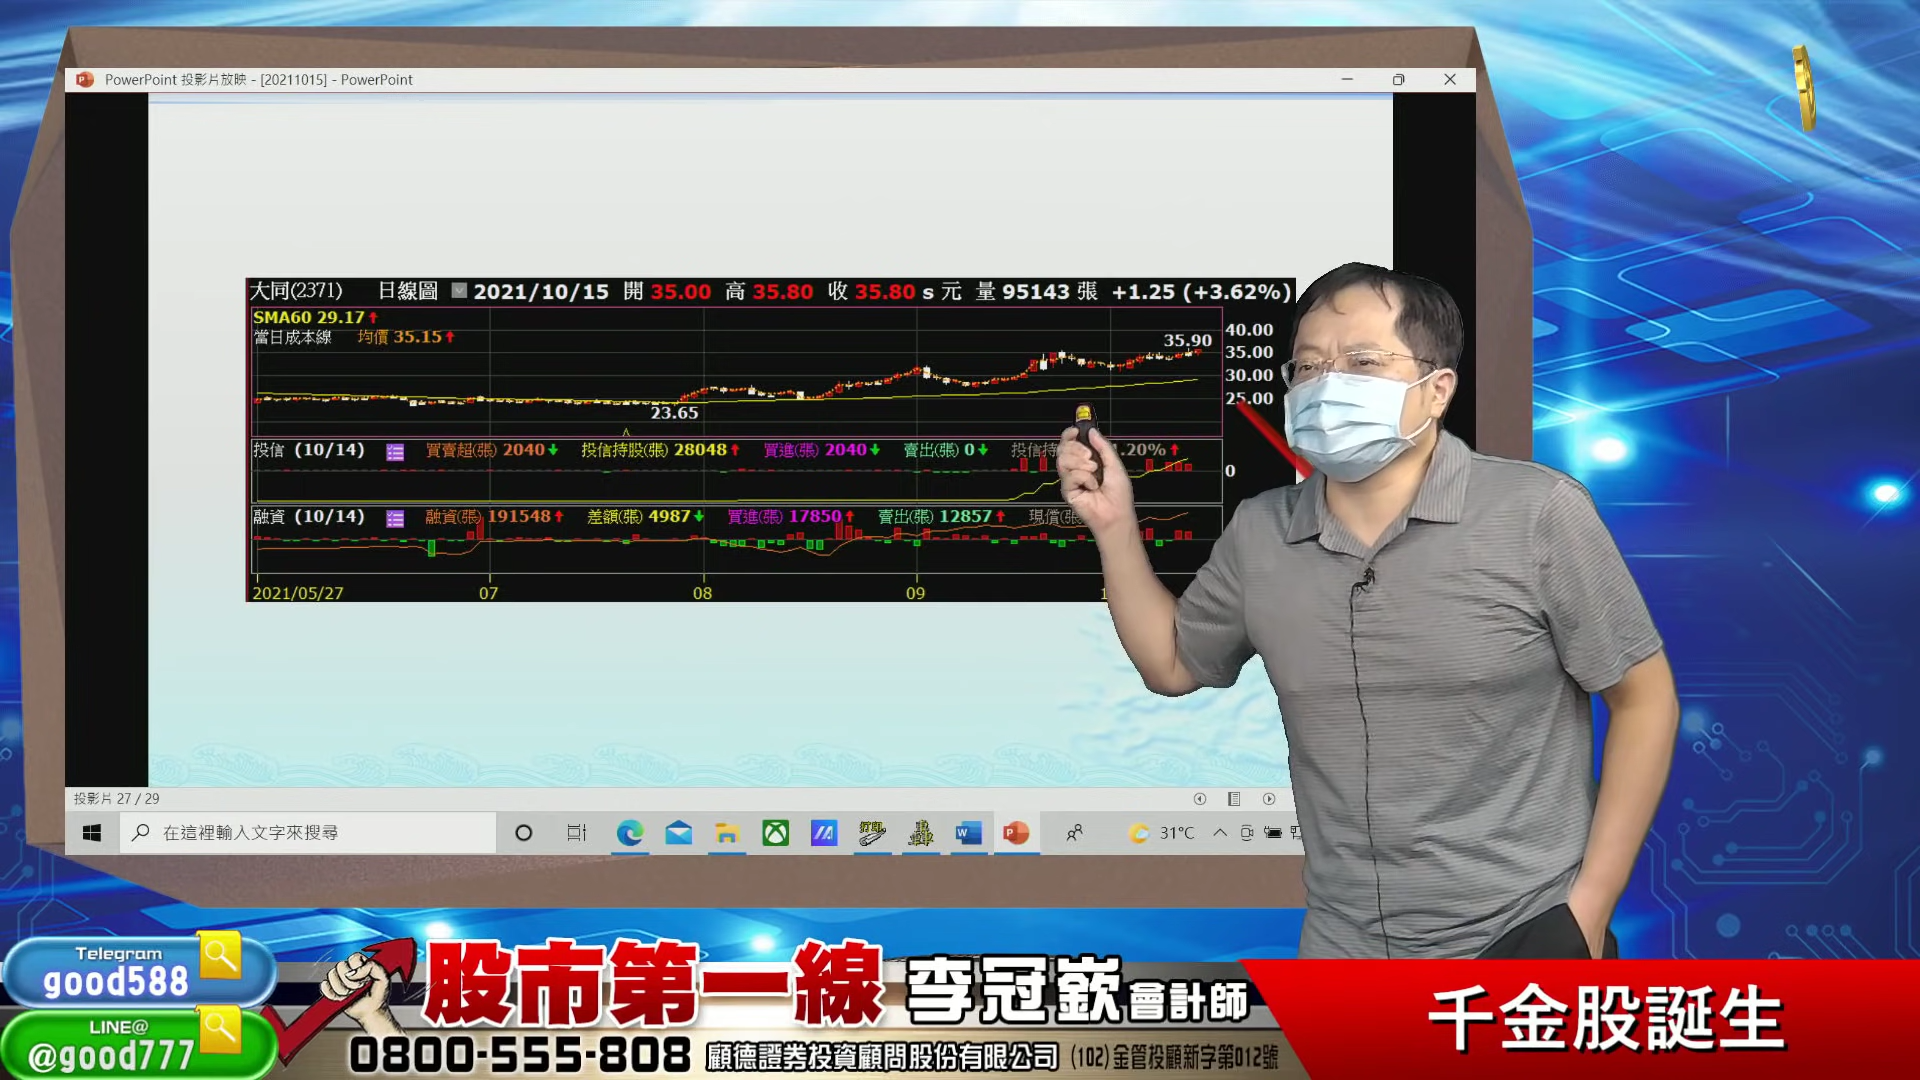 PowerPoint 投影片放映 - [20211015] - PowerPoint
大同(2371) 日線圖 2021/10/15 開 35.00 高 35.80 收 35.80 s 元 量 95143 張 +1.25 (+3.62%)
SMA60 29.17
當日成本線 均價 35.15
40.00
35.90
35.00
30.00
25.00
23.65
投信 (10/14) 買賣超(張) 2040 投信持股(張) 28048 買進(張) 2040 賣出(張) 0 投信持 .20%
0
融資 (10/14) 融資(張) 191548 差額(張) 4987 買進(張) 17850 賣出(張) 12857 現償(張
2021/05/27 07 08 09 1
投影片 27 / 29
在這裡輸入文字來搜尋
31°C
Telegram
good588
LINE@
@good777
股市第一線 李冠嶔 會計師
0800-555-808 顧德證券投資顧問股份有限公司 (102)金管投顧新字第012號
千金股誕生